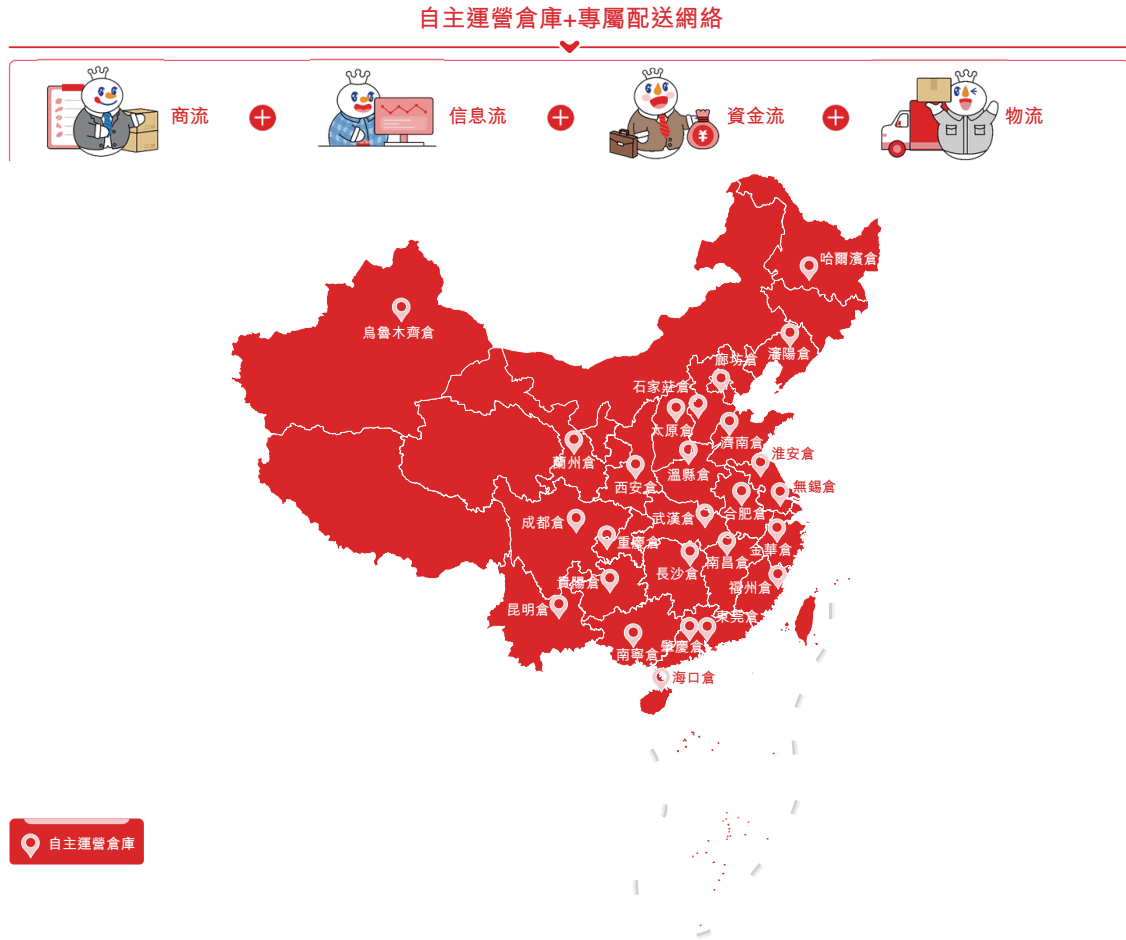 自主運營倉庫+專屬配送網絡
商流
信息流
資金流
物流
¥
哈爾濱倉
烏魯木齊倉
瀋陽倉
廊坊倉
石家莊倉
太原倉
濟南倉
淮安倉
蘭州倉
溫縣倉
西安倉
無錫倉
合肥倉
成都倉
武漢倉
重慶倉
金華倉
南昌倉
長沙倉
貴陽倉
福州倉
昆明倉
東莞倉
肇慶倉
南寧倉
海口倉
自主運營倉庫